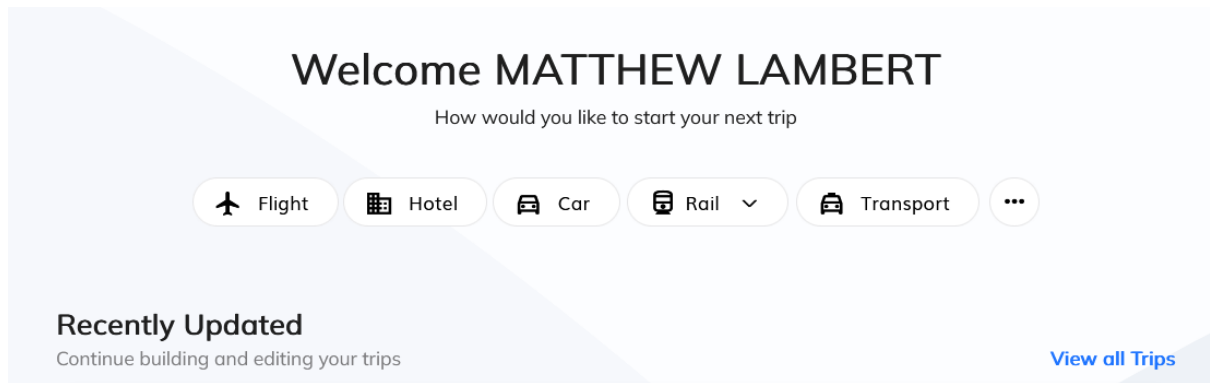 Welcome MATTHEW LAMBERT
How would you like to start your next trip
Flight Hotel Car Rail Transport
Recently Updated
Continue building and editing your trips
View all Trips